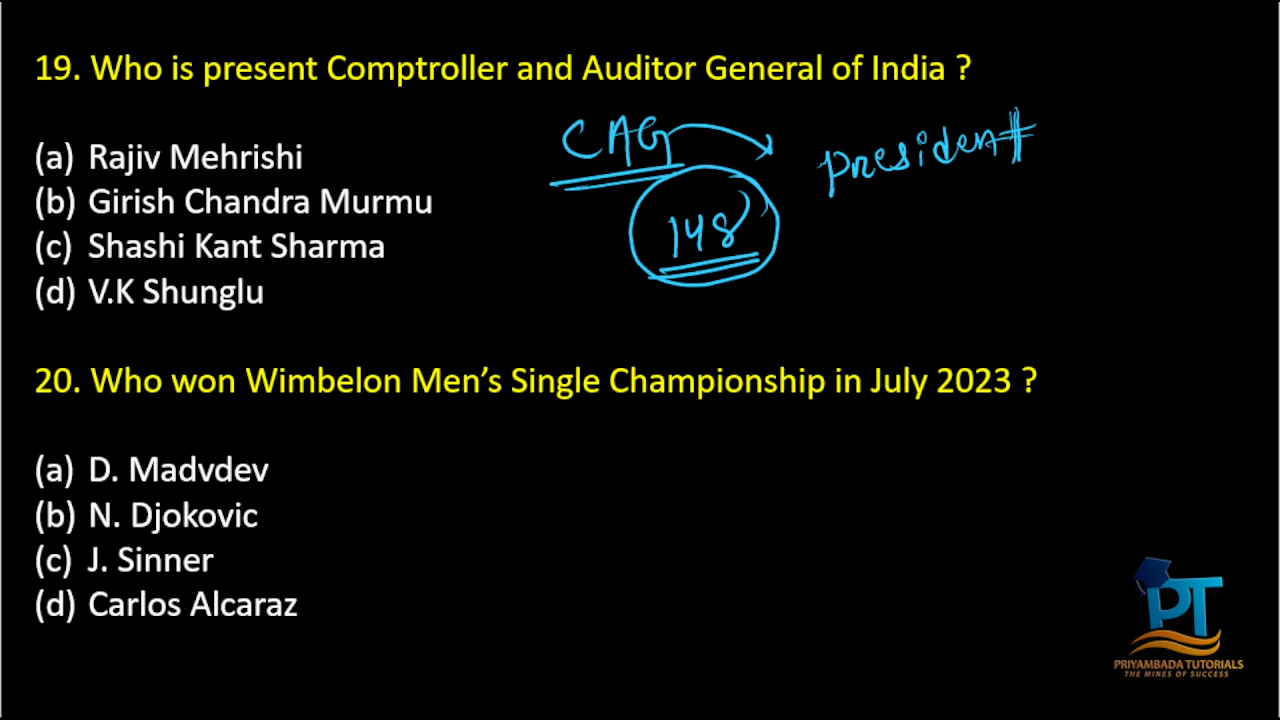 19. Who is present Comptroller and Auditor General of India ?
CAG
President
148
(a) Rajiv Mehrishi
(b) Girish Chandra Murmu
(c) Shashi Kant Sharma
(d) V.K Shunglu
20. Who won Wimbelon Men's Single Championship in July 2023 ?
(a) D. Madvdev
(b) N. Djokovic
(c) J. Sinner
(d) Carlos Alcaraz
PT
PRIYAMBADA TUTORIALS
THE MINES OF SUCCESS